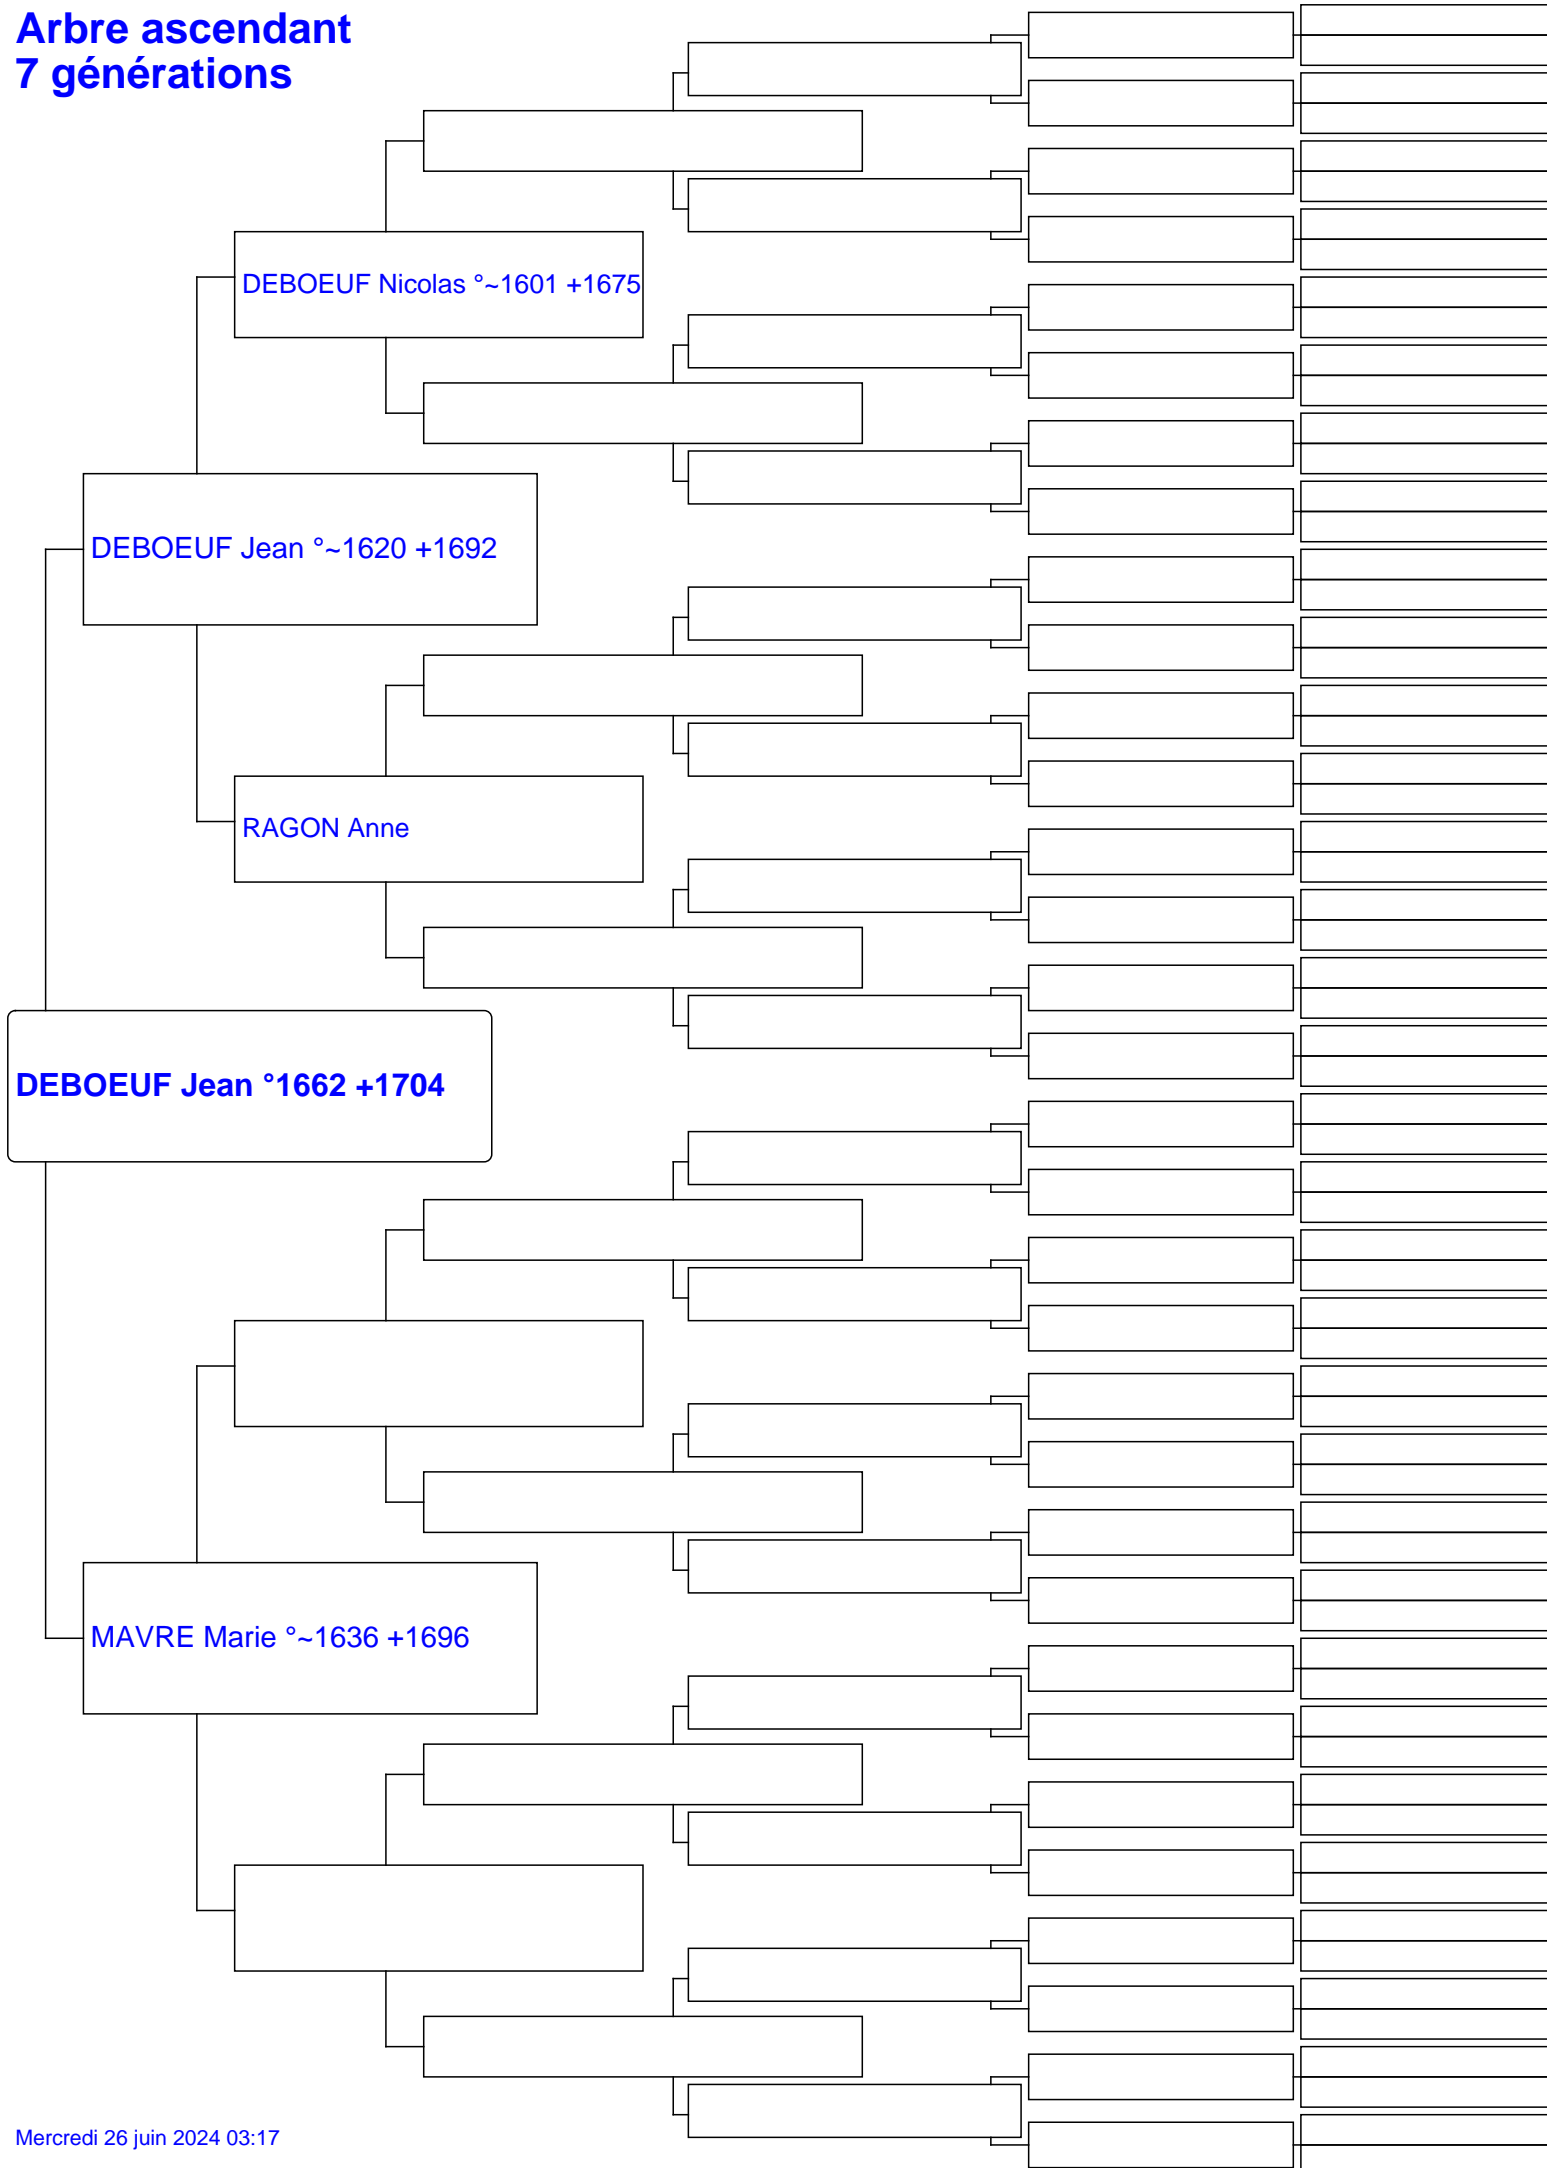 Arbre ascendant
7 générations
DEBOEUF Nicolas °~1601 +1675
DEBOEUF Jean °~1620 +1692
RAGON Anne
DEBOEUF Jean °1662 +1704
MAVRE Marie °~1636 +1696
Mercredi 26 juin 2024 03:17